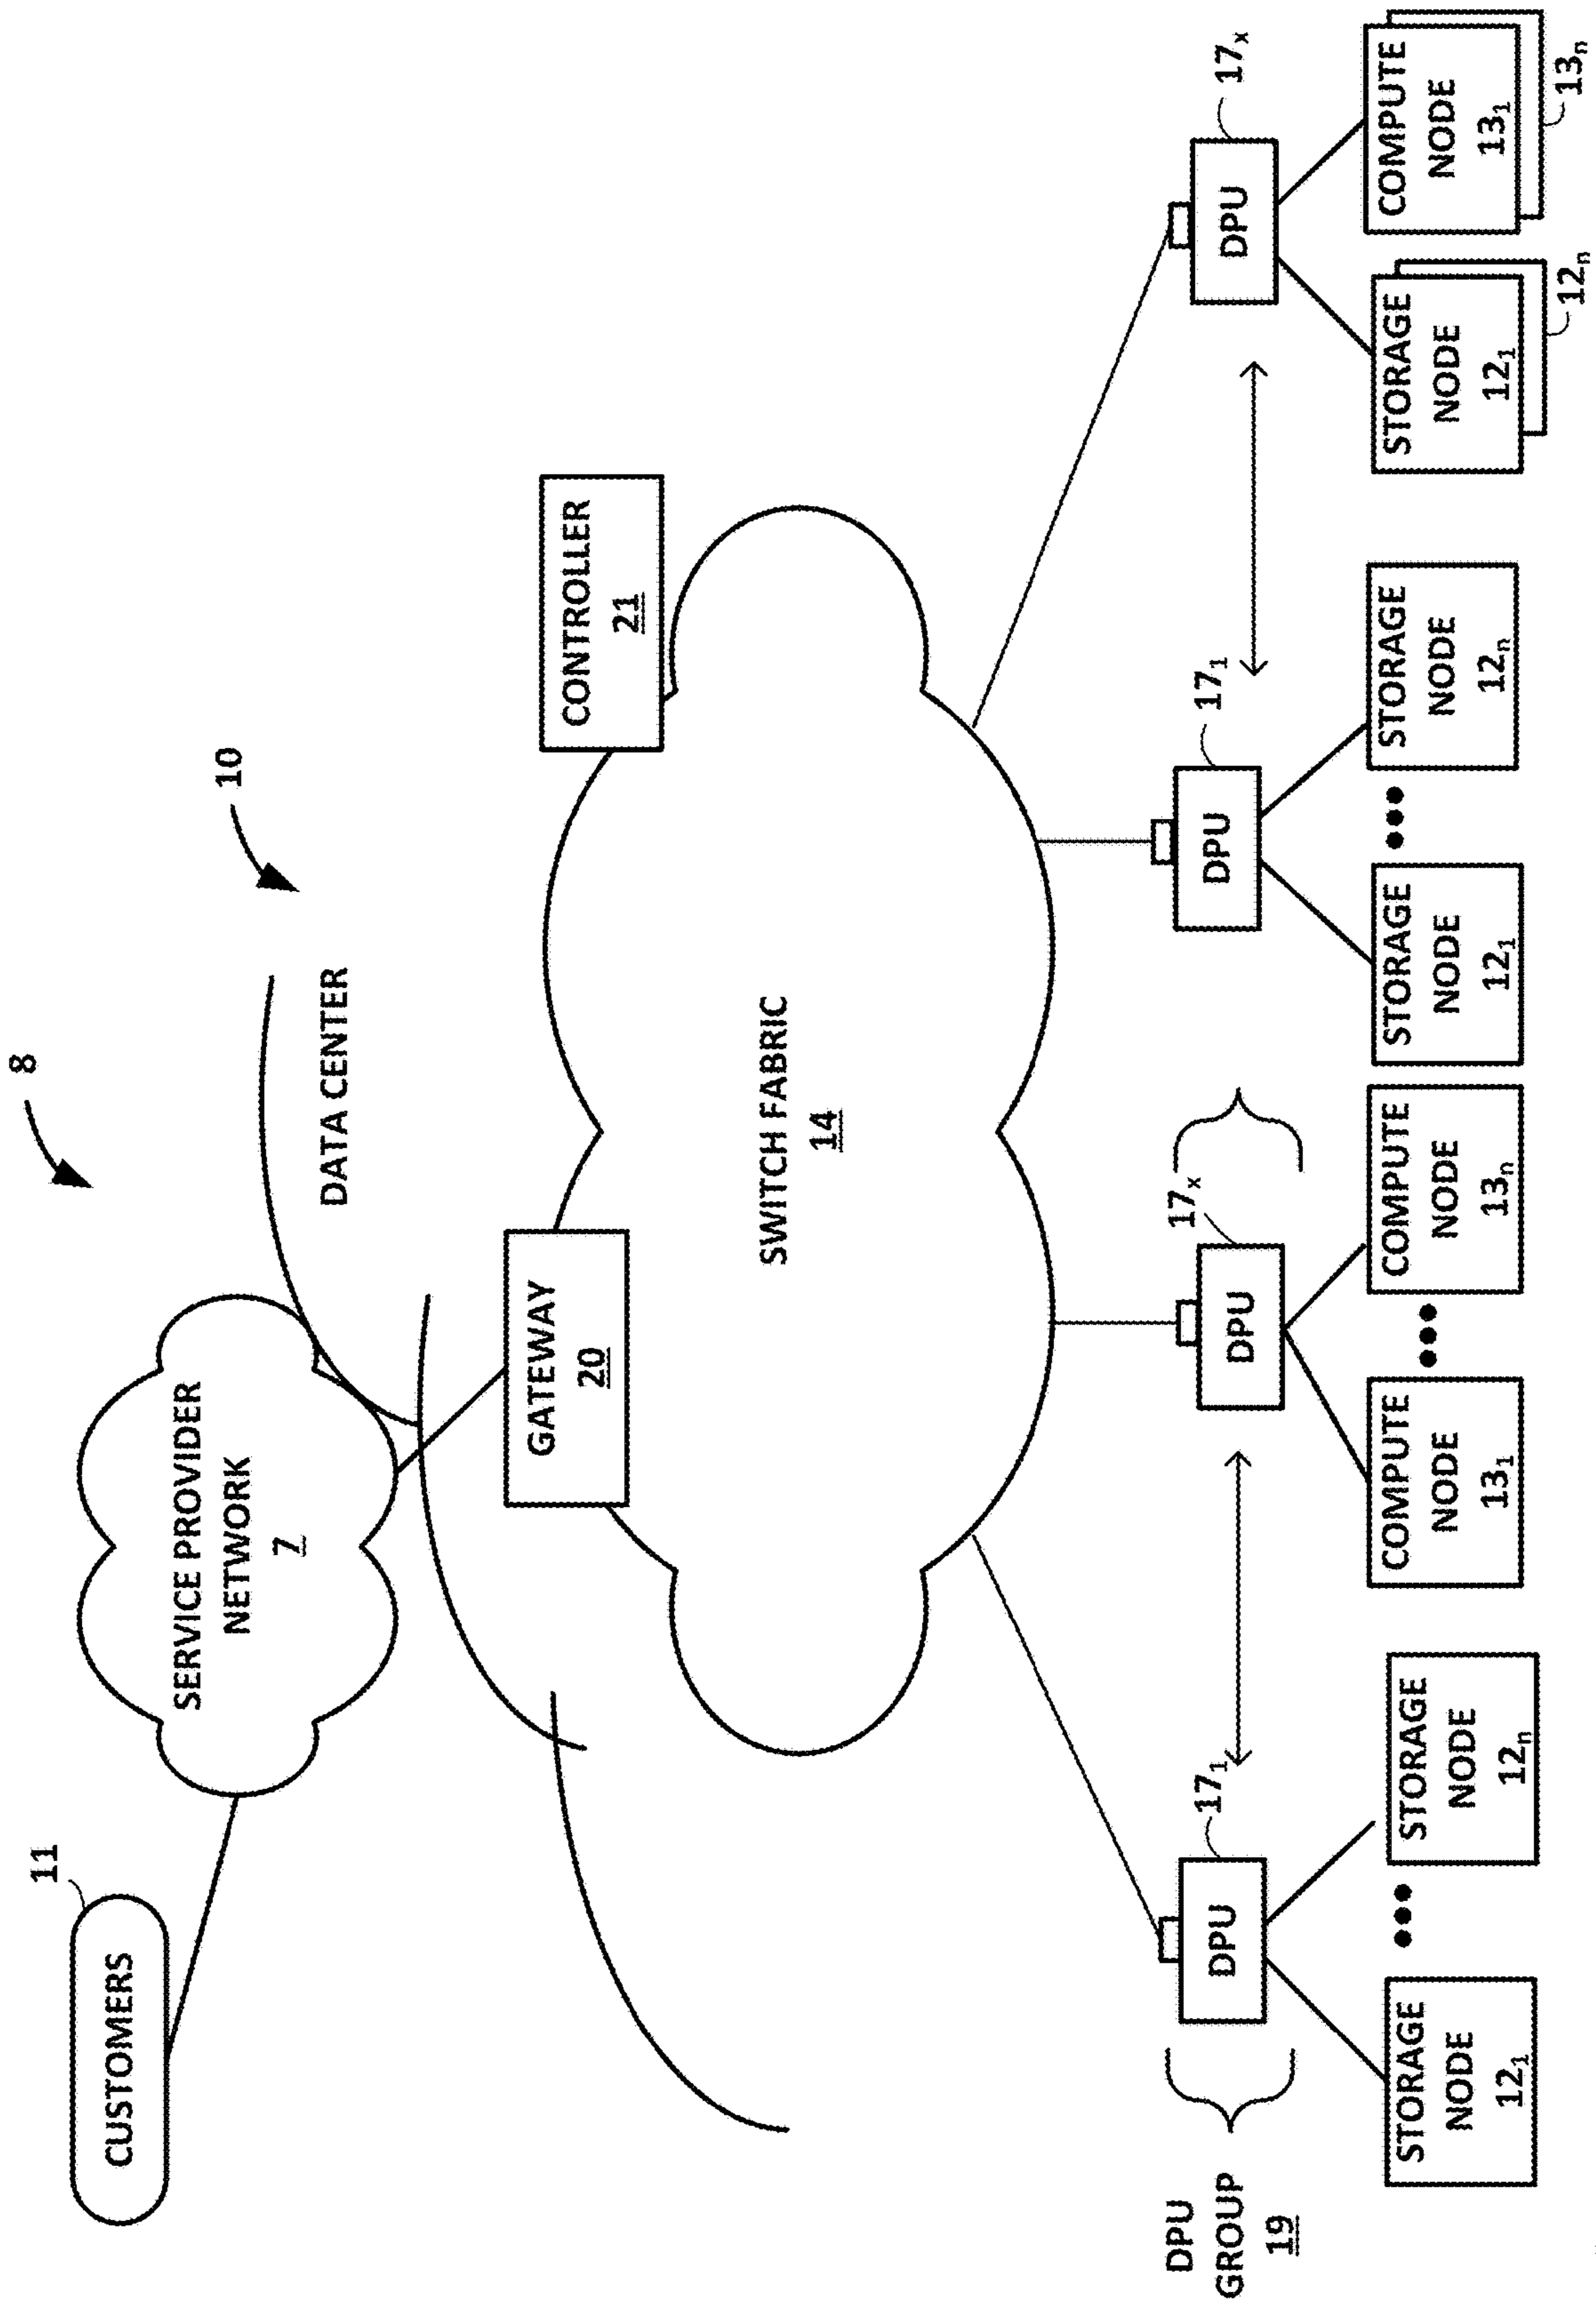 8
10
11
CUSTOMERS
SERVICE PROVIDER
NETWORK
7
DATA CENTER
GATEWAY
20
CONTROLLER
21
SWITCH FABRIC
14
DPU
GROUP
19
17₁
DPU
17ₓ
DPU
17₁
DPU
17ₓ
DPU
STORAGE
NODE
12₁
STORAGE
NODE
12ₙ
COMPUTE
NODE
13₁
COMPUTE
NODE
13ₙ
STORAGE
NODE
12₁
STORAGE
NODE
12ₙ
STORAGE
NODE
12₁
12ₙ
COMPUTE
NODE
13₁
13ₙ